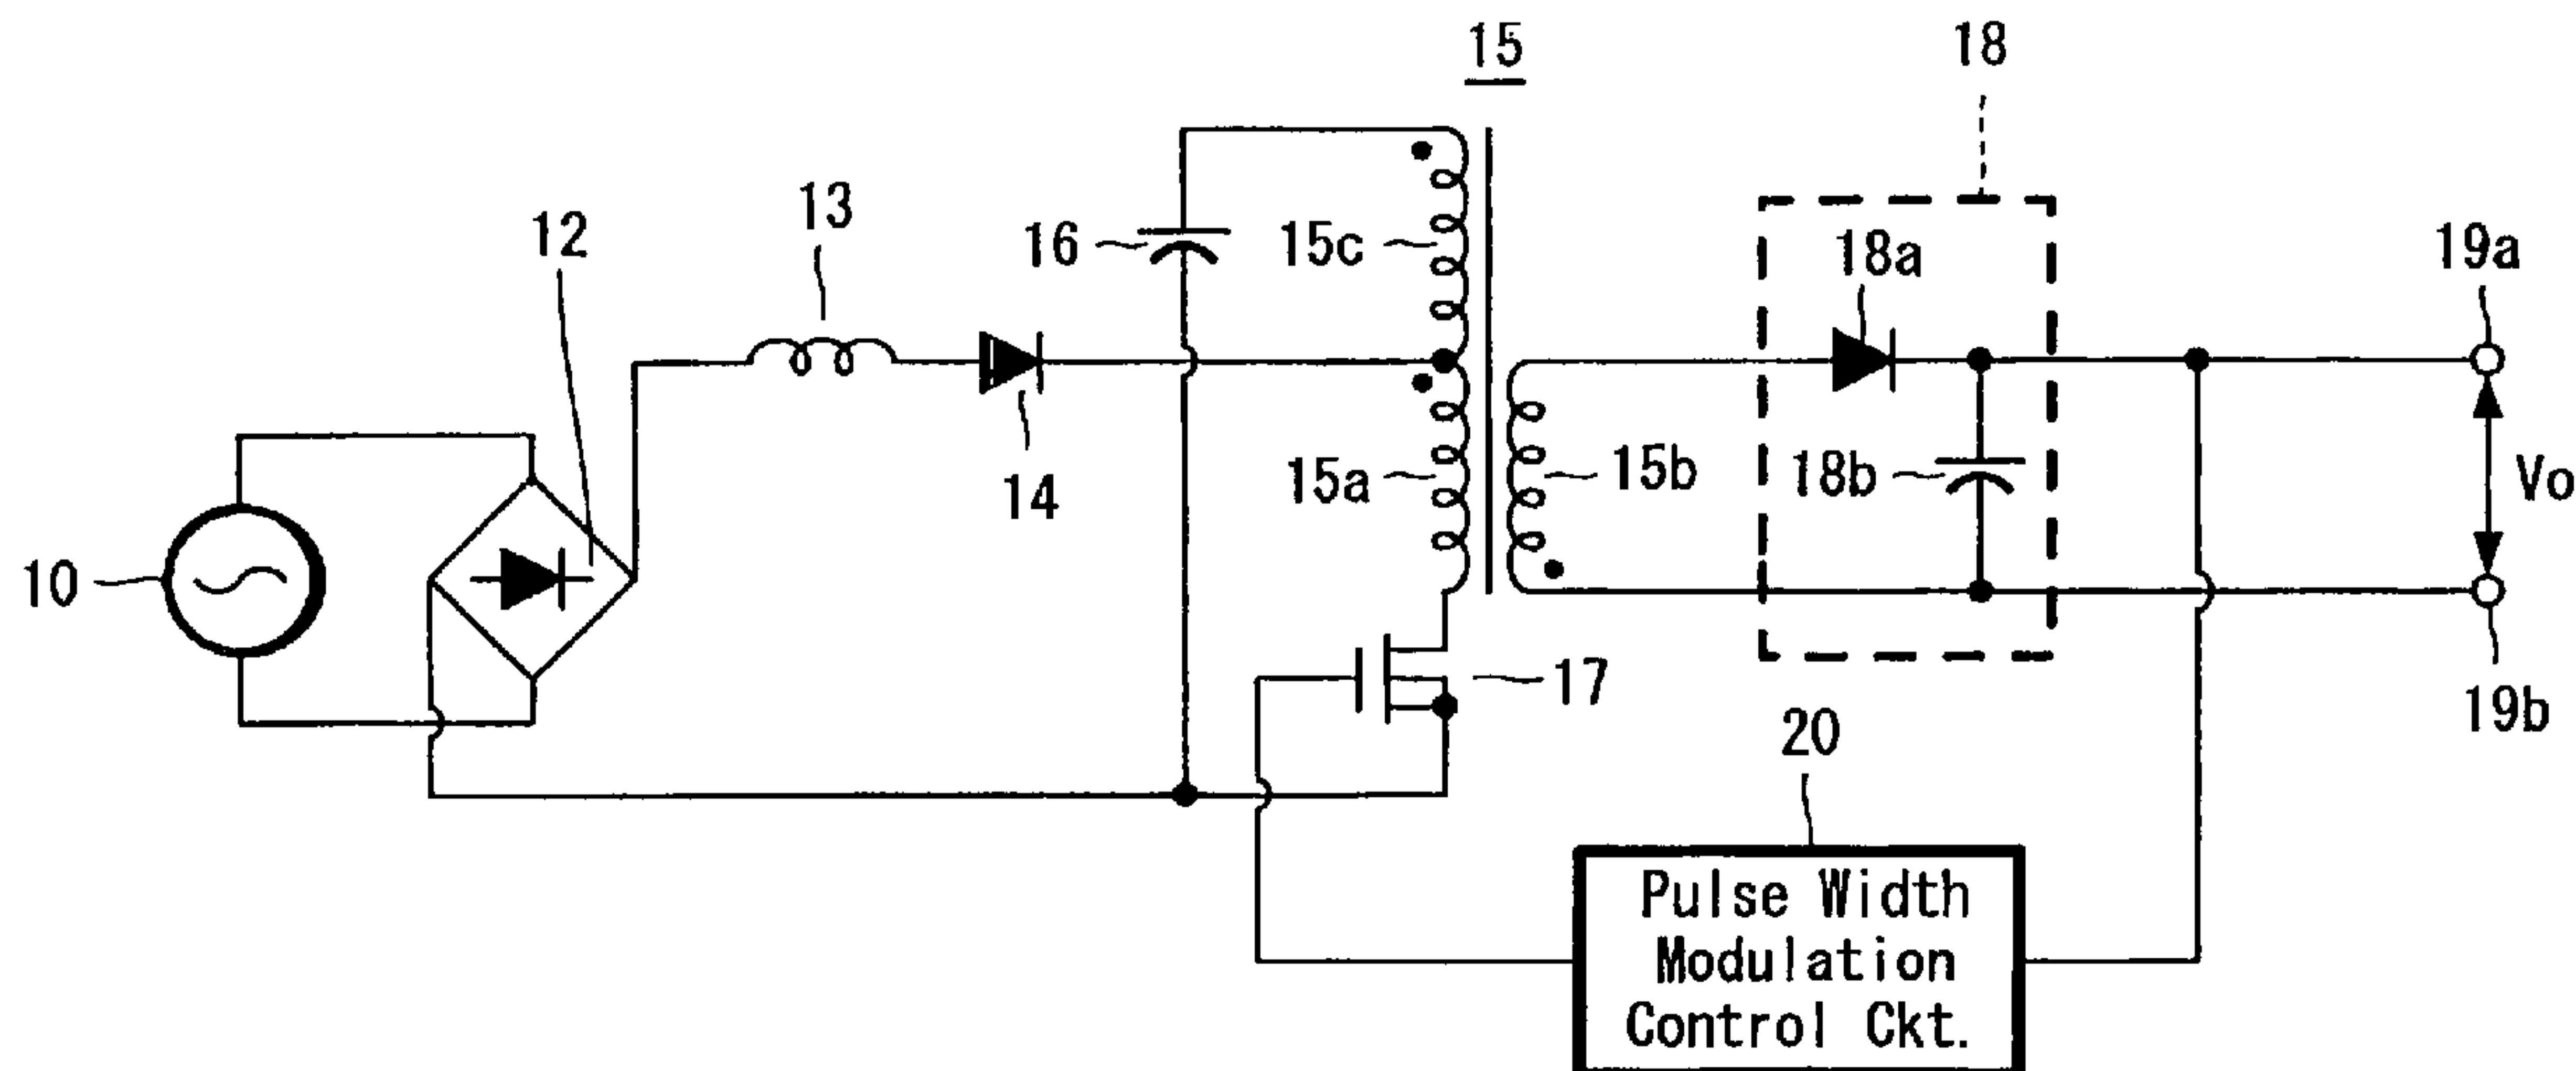 15
18
13
12
16
15c
18a
19a
14
15a
15b
18b
Vo
10
17
19b
20
Pulse Width
Modulation
Control Ckt.